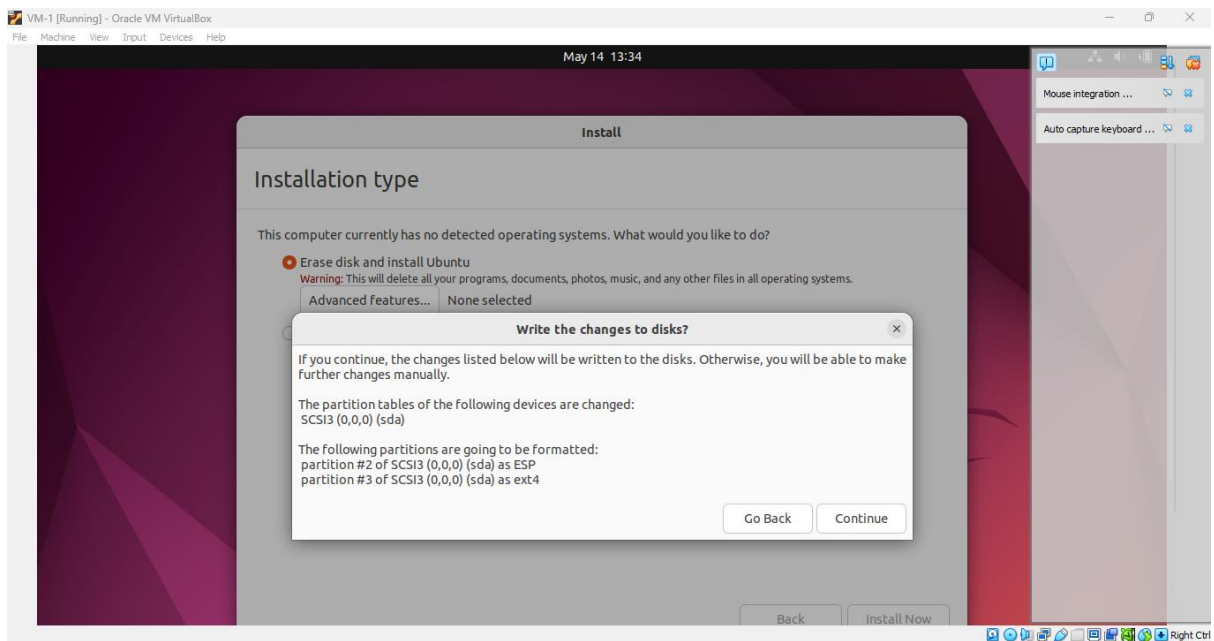 VM-1 [Running] - Oracle VM VirtualBox
File Machine View Input Devices Help
May 14 13:34
Mouse integration ...
Auto capture keyboard ...
Install
Installation type
This computer currently has no detected operating systems. What would you like to do?
Erase disk and install Ubuntu
Warning: This will delete all your programs, documents, photos, music, and any other files in all operating systems.
Advanced features... None selected
Write the changes to disks?
If you continue, the changes listed below will be written to the disks. Otherwise, you will be able to make
further changes manually.
The partition tables of the following devices are changed:
SCSI3 (0,0,0) (sda)
The following partitions are going to be formatted:
partition #2 of SCSI3 (0,0,0) (sda) as ESP
partition #3 of SCSI3 (0,0,0) (sda) as ext4
Go Back Continue
Back Install Now
Right Ctrl